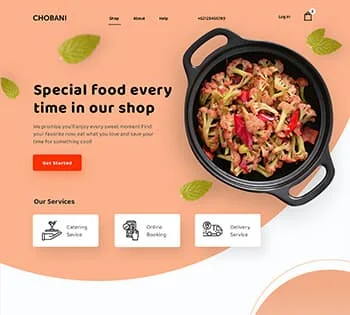 CHOBANI
Shop About Help +62123455789 Log in
Special food every
time in our shop
We promise you'll enjoy every sweet moment Find
your favorite now, eat what you love and save your
time for something cool!
Get Started
Our Services
Catering
Service
Online
Booking
Delivery
Service